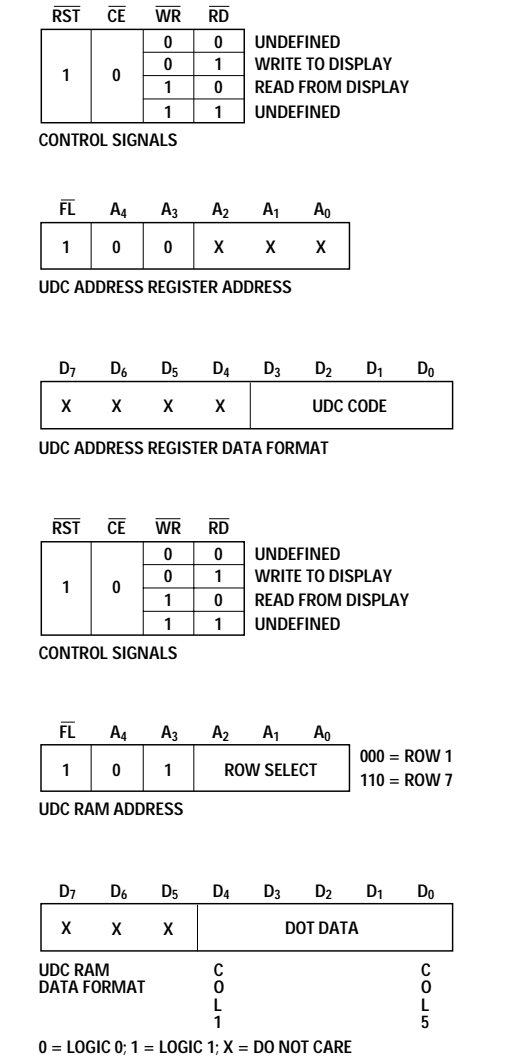 RST CE WR RD
0 0 UNDEFINED
1 0 0 1 WRITE TO DISPLAY
1 0 READ FROM DISPLAY
1 1 UNDEFINED
CONTROL SIGNALS
FL A4 A3 A2 A1 A0
1 0 0 X X X
UDC ADDRESS REGISTER ADDRESS
D7 D6 D5 D4 D3 D2 D1 D0
X X X X UDC CODE
UDC ADDRESS REGISTER DATA FORMAT
RST CE WR RD
0 0 UNDEFINED
1 0 0 1 WRITE TO DISPLAY
1 0 READ FROM DISPLAY
1 1 UNDEFINED
CONTROL SIGNALS
FL A4 A3 A2 A1 A0
1 0 1 ROW SELECT 000 = ROW 1
110 = ROW 7
UDC RAM ADDRESS
D7 D6 D5 D4 D3 D2 D1 D0
X X X DOT DATA
UDC RAM
DATA FORMAT
COL1 COL5
0 = LOGIC 0; 1 = LOGIC 1; X = DO NOT CARE